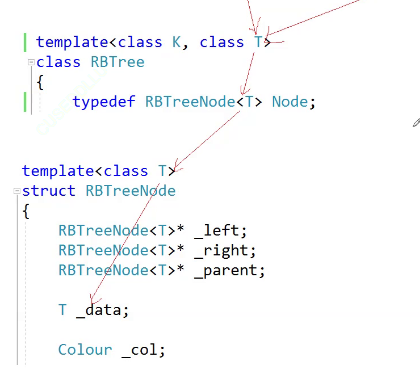 template<class K, class T>
class RBTree
{
typedef RBTreeNode<T> Node;
template<class T>
struct RBTreeNode
{
RBTreeNode<T>* _left;
RBTreeNode<T>* _right;
RBTreeNode<T>* _parent;
T _data;
Colour _col;